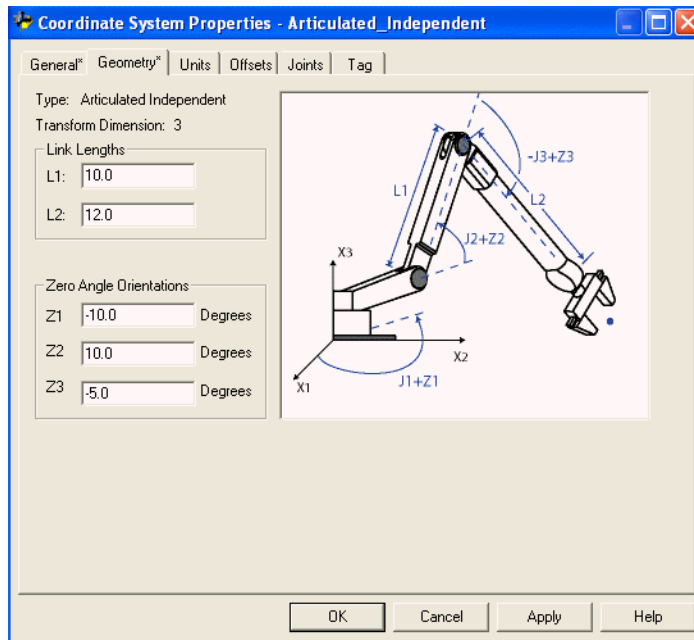 Coordinate System Properties - Articulated_Independent
General* Geometry* Units Offsets Joints Tag
Type: Articulated Independent
Transform Dimension: 3
Link Lengths
L1: 10.0
L2: 12.0
Zero Angle Orientations
Z1 -10.0 Degrees
Z2 10.0 Degrees
Z3 -5.0 Degrees
-J3+Z3
L1
L2
J2+Z2
X3
X2
X1
J1+Z1
OK Cancel Apply Help